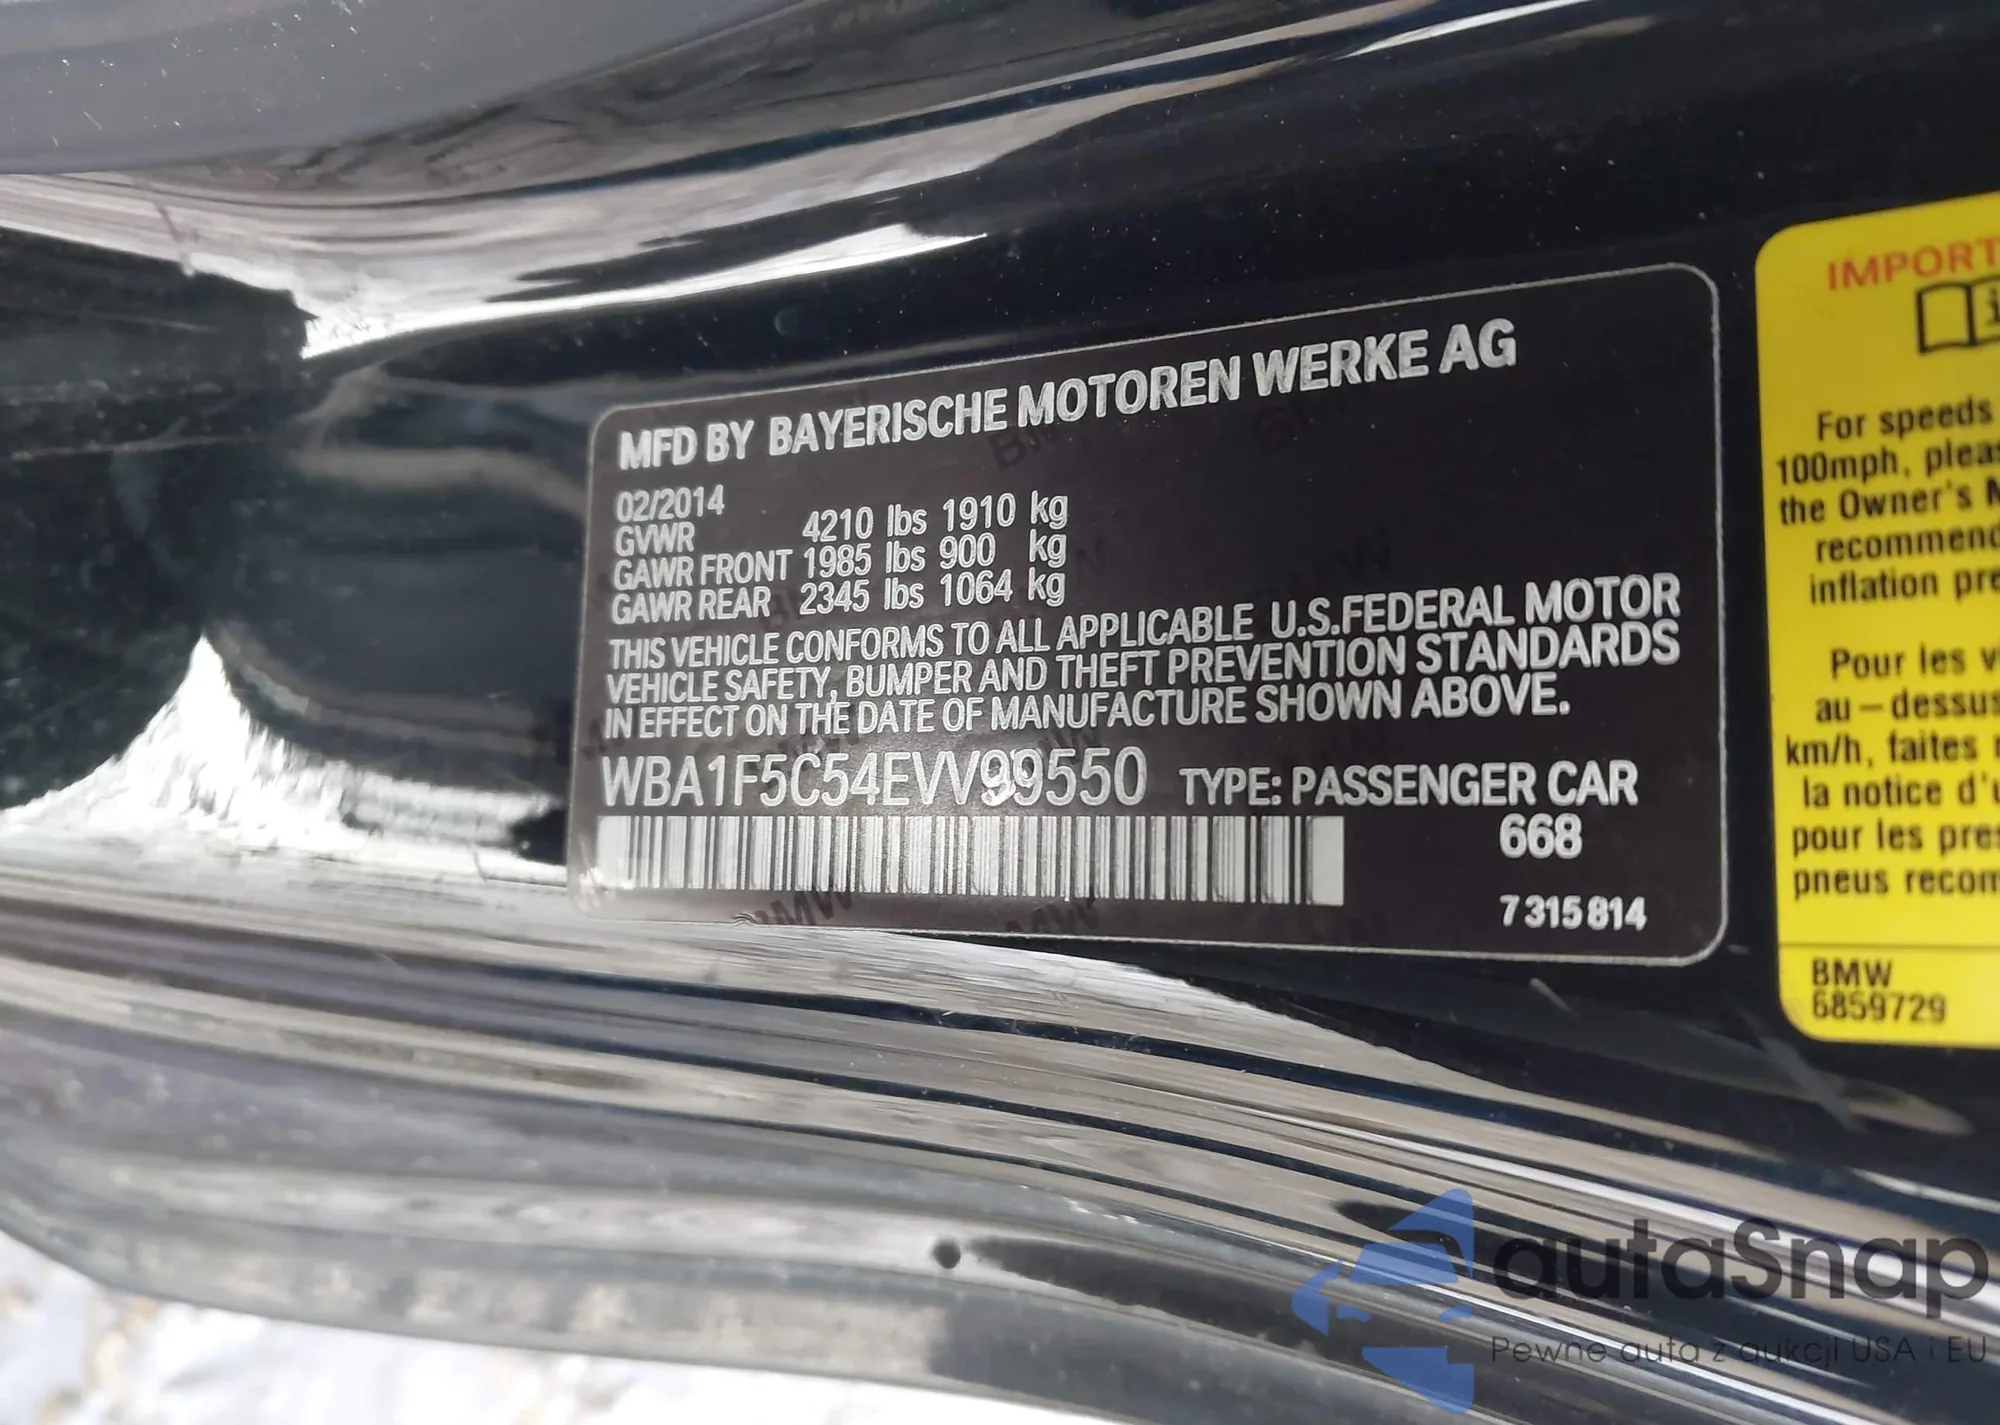 MFD BY BAYERISCHE MOTOREN WERKE AG
02/2014
GVWR 4210 lbs 1910 kg
GAWR FRONT 1985 lbs 900 kg
GAWR REAR 2345 lbs 1064 kg
THIS VEHICLE CONFORMS TO ALL APPLICABLE U.S.FEDERAL MOTOR
VEHICLE SAFETY, BUMPER AND THEFT PREVENTION STANDARDS
IN EFFECT ON THE DATE OF MANUFACTURE SHOWN ABOVE.
WBA1F5C54EVV99550 TYPE: PASSENGER CAR
668
7 315 814
IMPORT
For speeds
100mph, pleas
the Owner's M
recommend
inflation pre
Pour les v
au-dessus
km/h, faites
la notice d'u
pour les pres
pneus recom
BMW
6859729
autaSnap
Pewne auta z aukcji USA i EU